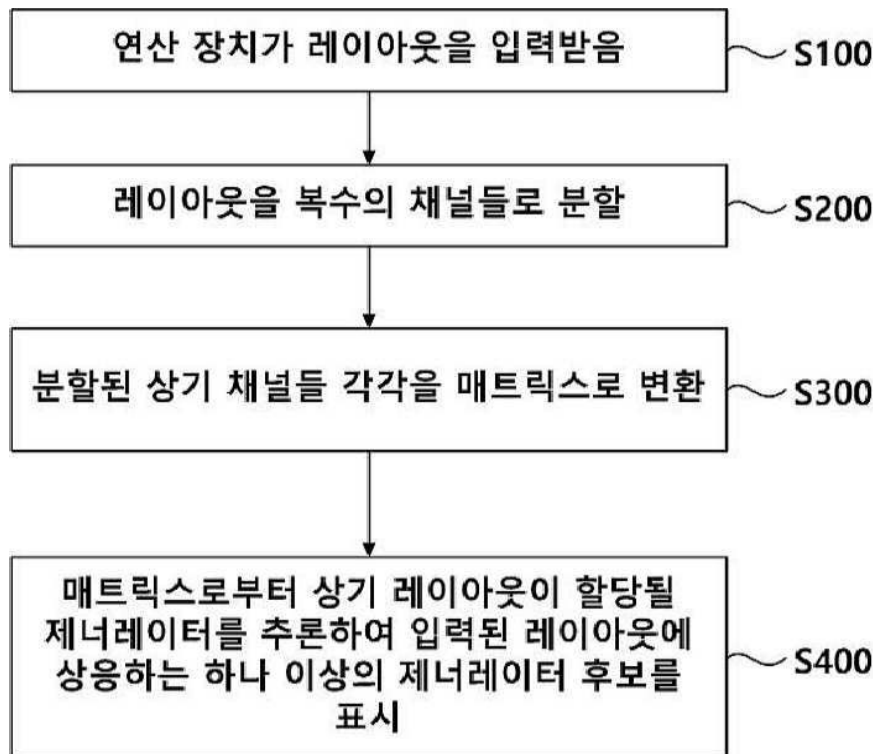 연산 장치가 레이아웃을 입력받음
S100
레이아웃을 복수의 채널들로 분할
S200
분할된 상기 채널들 각각을 매트릭스로 변환
S300
매트릭스로부터 상기 레이아웃이 할당될
제너레이터를 추론하여 입력된 레이아웃에
상응하는 하나 이상의 제너레이터 후보를
표시
S400